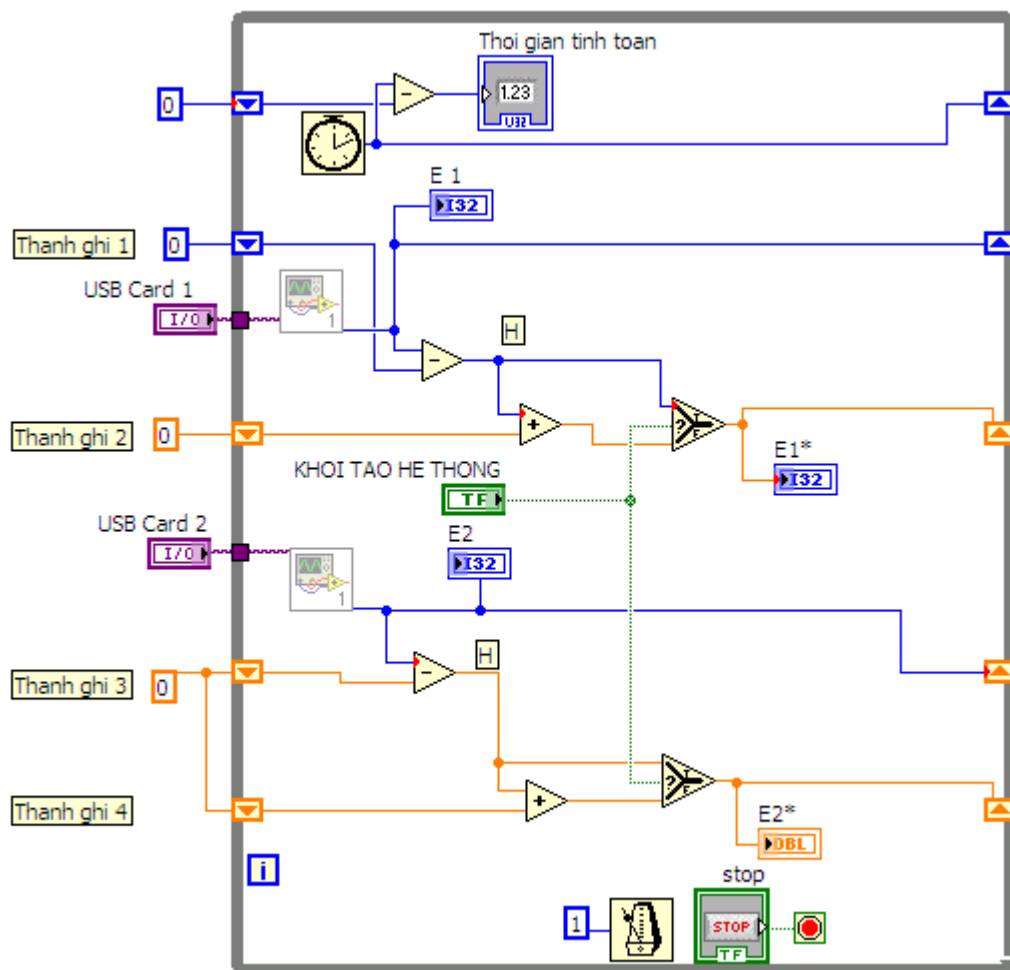 Thoi gian tinh toan
0
1.23
U32
E 1
I32
Thanh ghi 1
0
USB Card 1
I/O
1
H
-
-
Thanh ghi 2
0
+
?
T
F
E1*
I32
KHOI TAO HE THONG
TF
USB Card 2
I/O
E2
I32
1
H
-
Thanh ghi 3
0
?
T
F
Thanh ghi 4
+
E2*
DBL
i
stop
1
STOP
TF